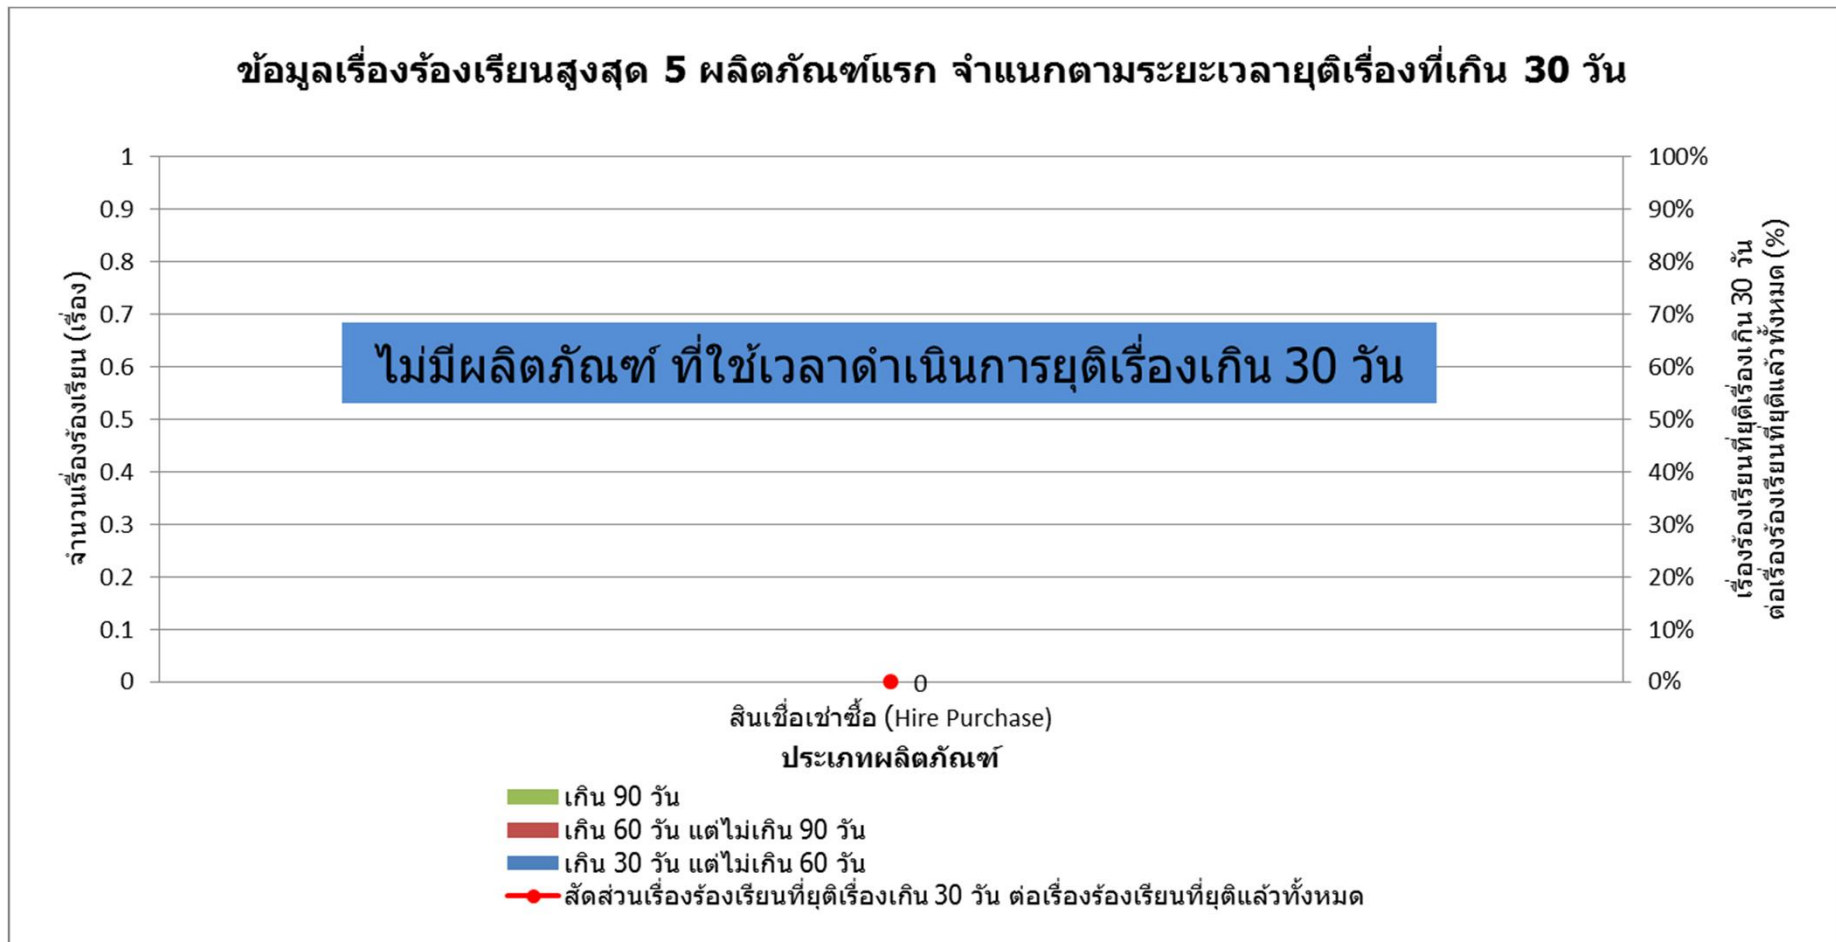 ข้อมูลเรื่องร้องเรียนสูงสุด 5 ผลิตภัณฑ์แรก จำแนกตามระยะเวลายุติเรื่องที่เกิน 30 วัน
จำนวนเรื่องร้องเรียน (เรื่อง)
1
0.9
0.8
0.7
0.6
0.5
0.4
0.3
0.2
0.1
0
ไม่มีผลิตภัณฑ์ ที่ใช้เวลาดำเนินการยุติเรื่องเกิน 30 วัน
0
100%
90%
80%
70%
60%
50%
40%
30%
20%
10%
0%
เรื่องร้องเรียนที่ยุติเรื่องเกิน 30 วัน
ต่อเรื่องร้องเรียนที่ยุติแล้วทั้งหมด (%)
สินเชื่อเช่าซื้อ (Hire Purchase)
ประเภทผลิตภัณฑ์
เกิน 90 วัน
เกิน 60 วัน แต่ไม่เกิน 90 วัน
เกิน 30 วัน แต่ไม่เกิน 60 วัน
สัดส่วนเรื่องร้องเรียนที่ยุติเรื่องเกิน 30 วัน ต่อเรื่องร้องเรียนที่ยุติแล้วทั้งหมด